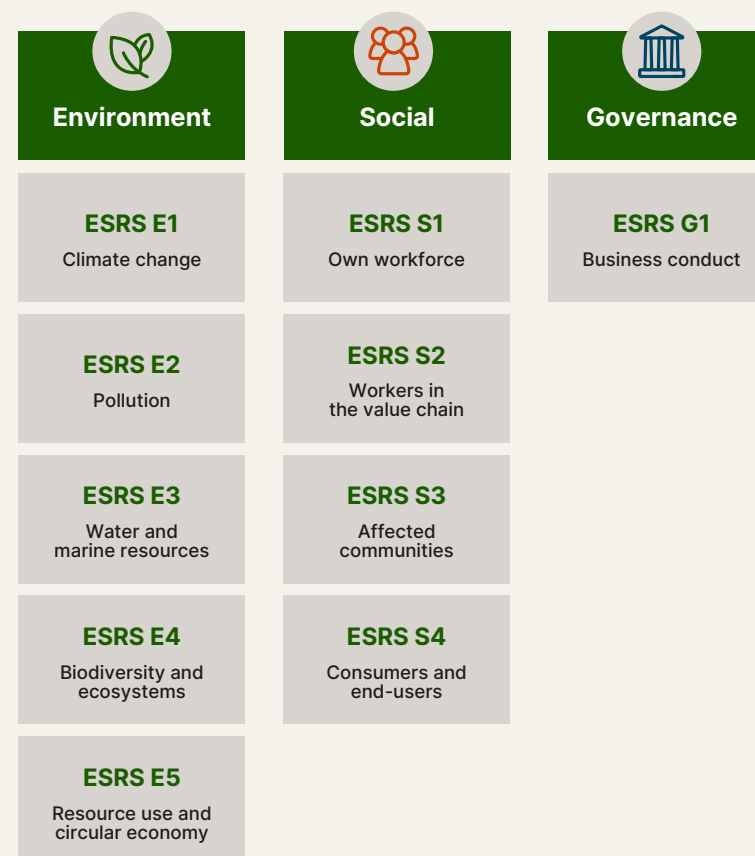 Environment
ESRS E1
Climate change
ESRS E2
Pollution
ESRS E3
Water and
marine resources
ESRS E4
Biodiversity and
ecosystems
ESRS E5
Resource use and
circular economy
Social
ESRS S1
Own workforce
ESRS S2
Workers in
the value chain
ESRS S3
Affected
communities
ESRS S4
Consumers and
end-users
Governance
ESRS G1
Business conduct